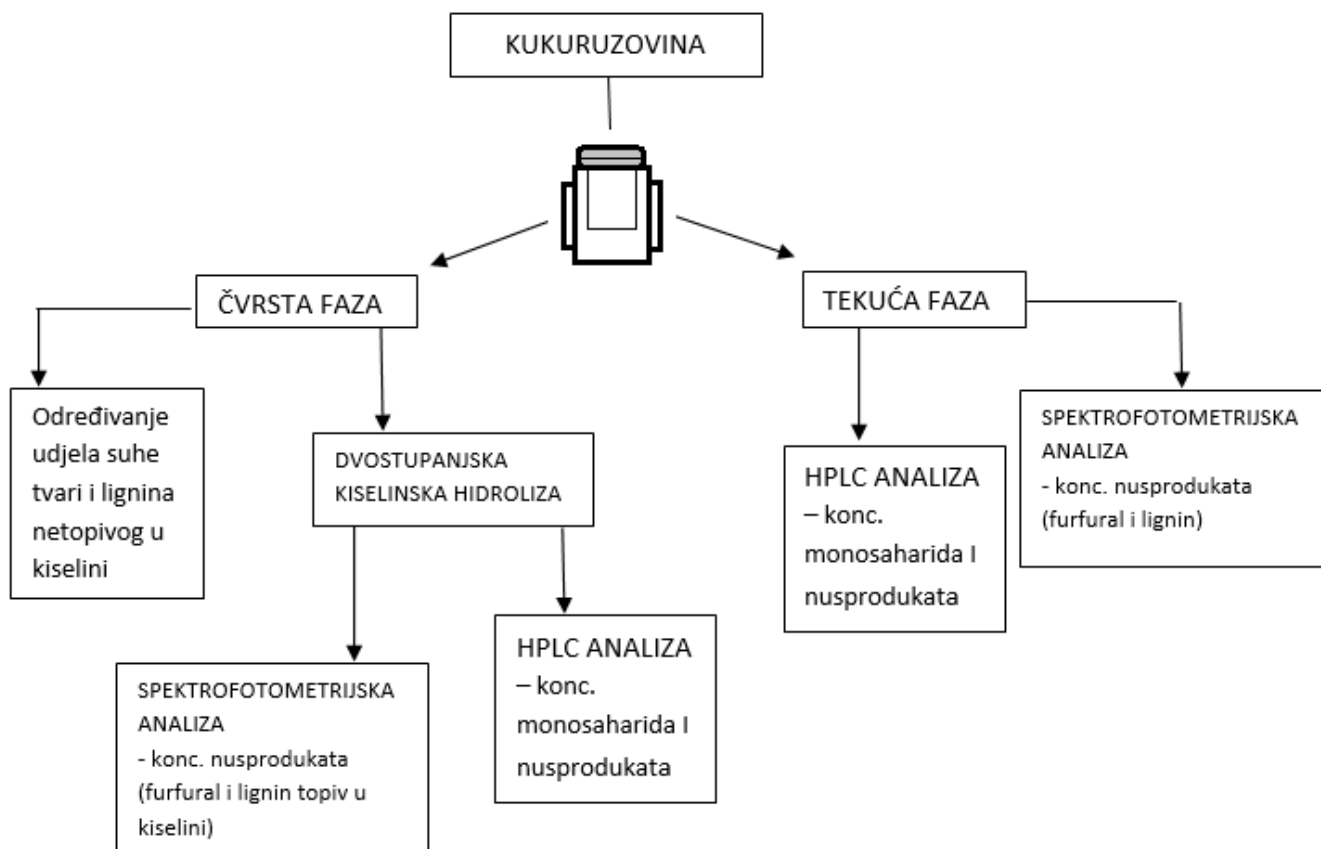 KUKURUZOVINA
ČVRSTA FAZA
TEKUĆA FAZA
Određivanje
udjela suhe
tvari i lignina
netopivog u
kiselini
DVOSTUPANJSKA
KISELINSKA HIDROLIZA
SPEKTROFOTOMETRIJSKA
ANALIZA
- konc. nusprodukata
(furfural i lignin topiv u
kiselini)
HPLC ANALIZA
– konc.
monosaharida I
nusprodukata
HPLC ANALIZA
– konc.
monosaharida I
nusprodukata
SPEKTROFOTOMETRIJSKA
ANALIZA
- konc. nusprodukata
(furfural i lignin)